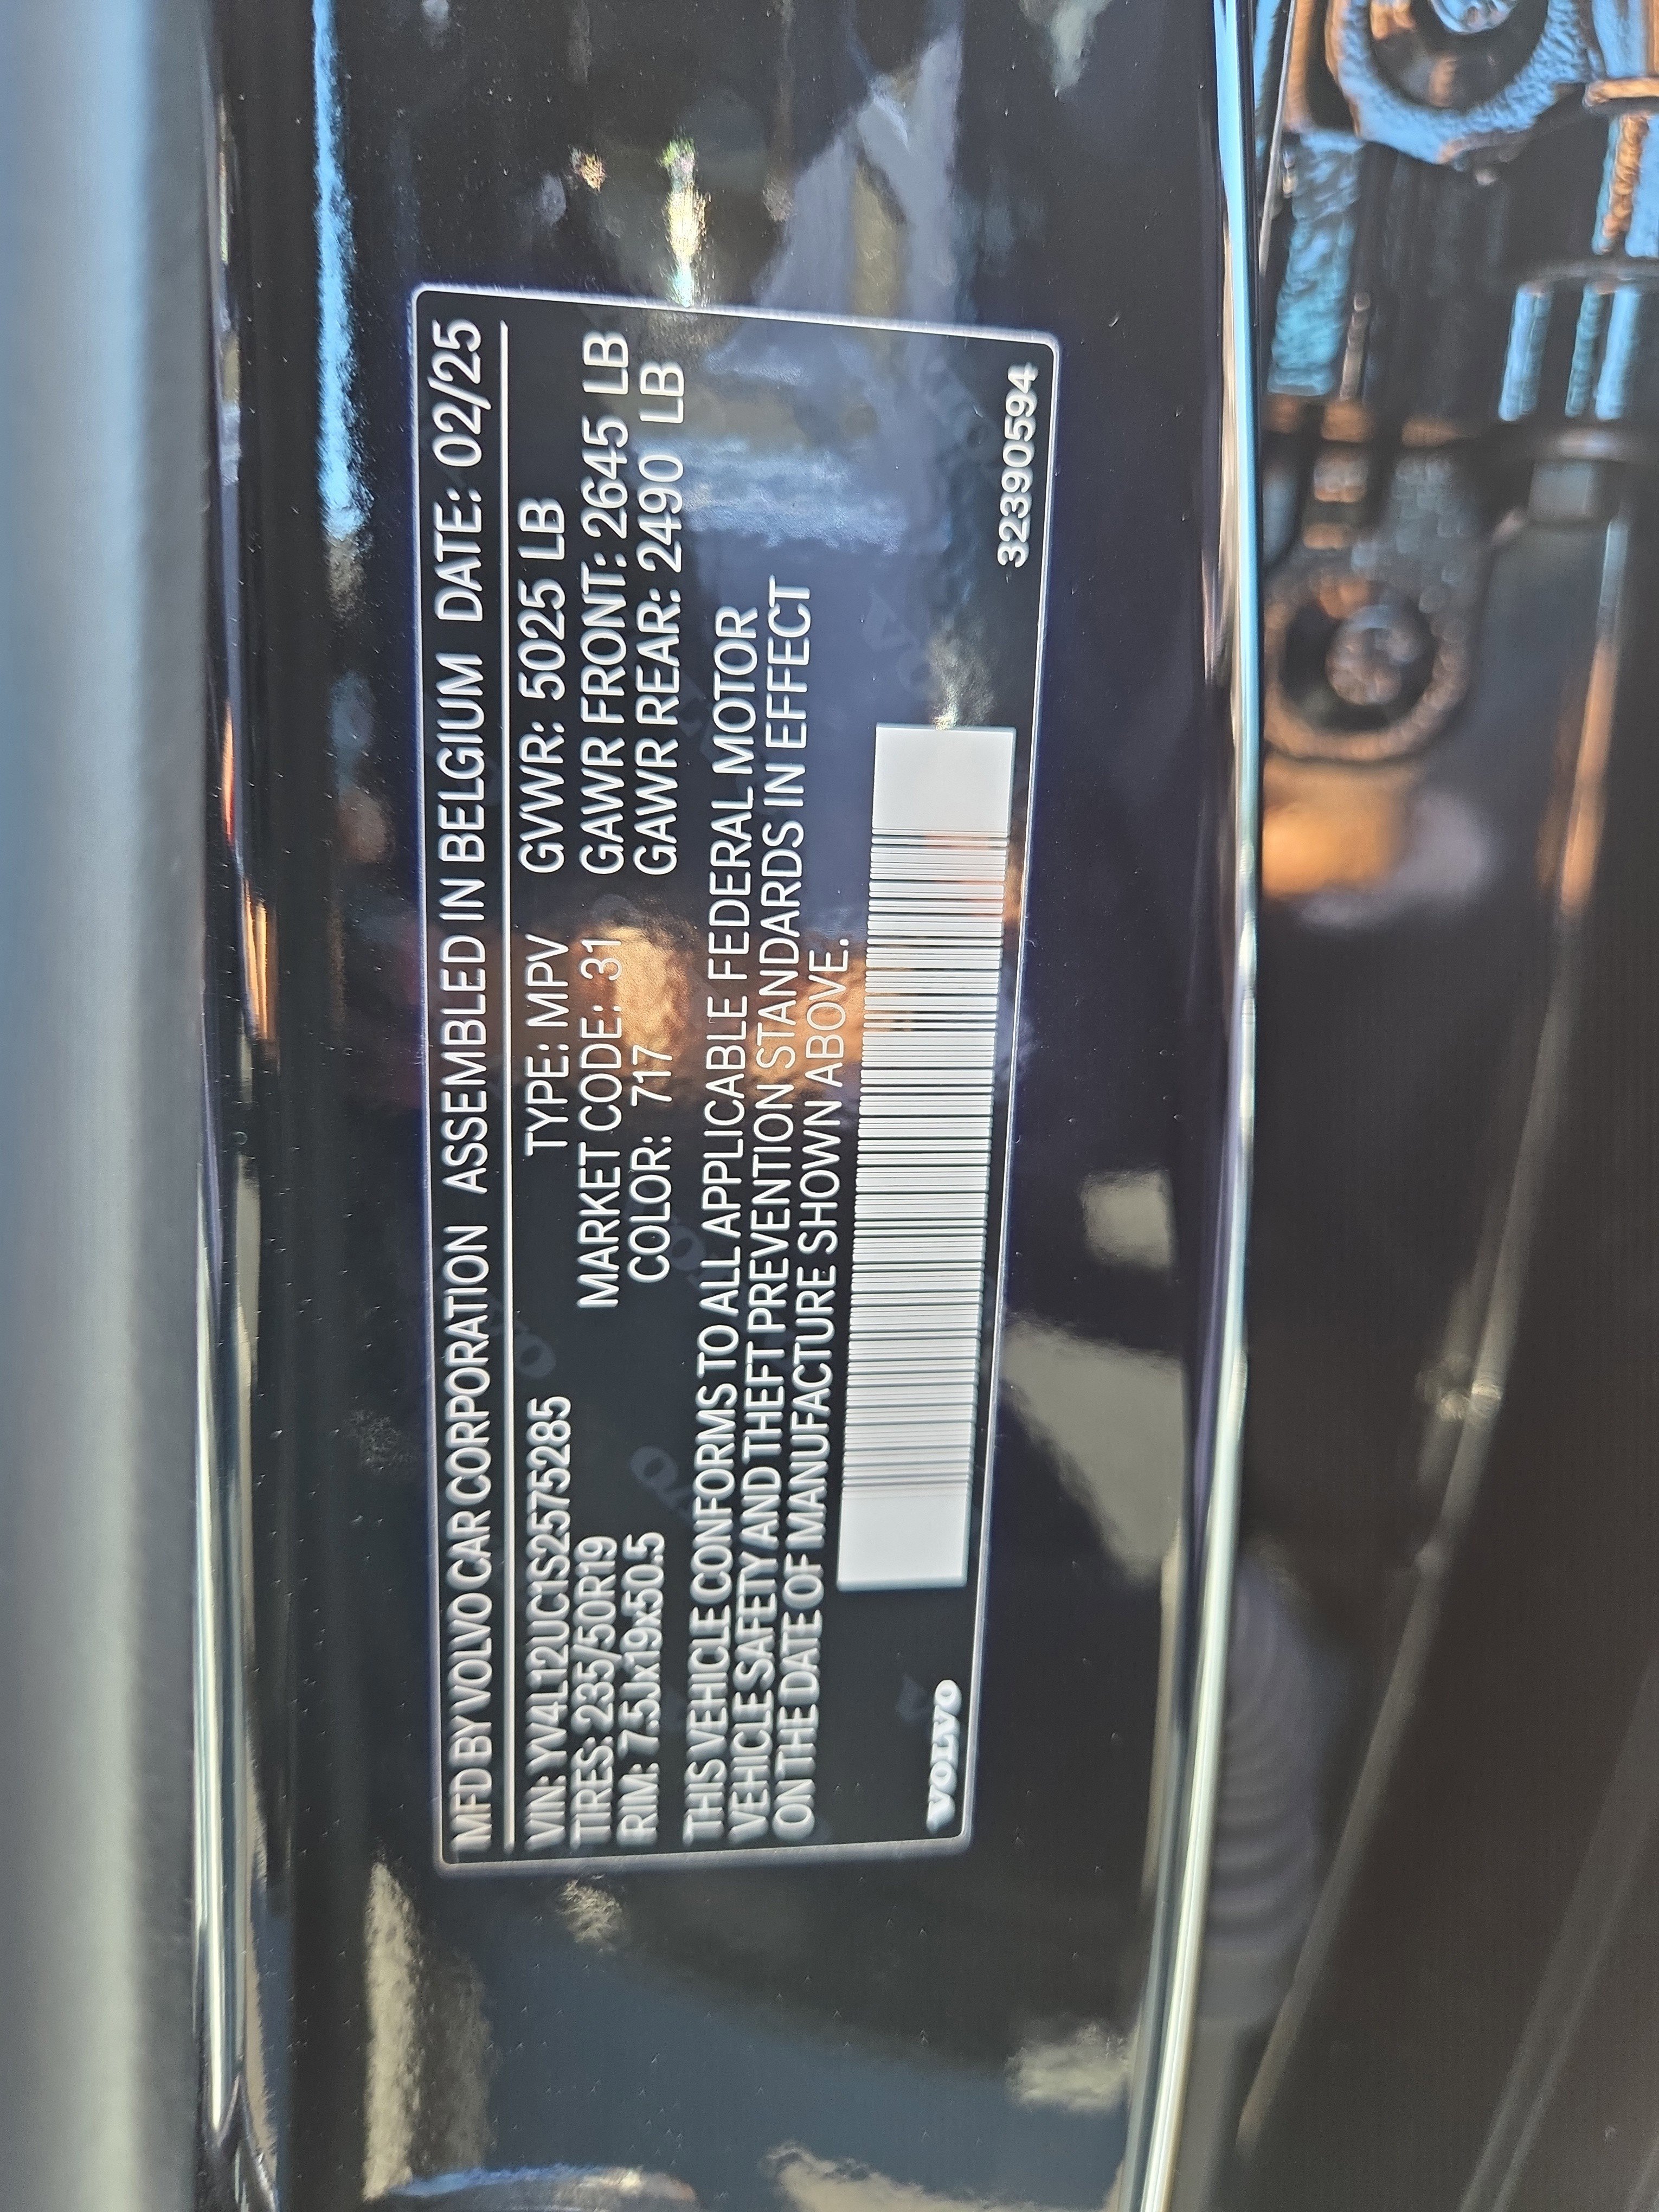 MFD BY VOLVO CAR CORPORATION ASSEMBLED IN BELGIUM DATE: 02/25
VIN: YV4L12UC1S2575285 TYPE: MPV GVWR: 5025 LB
TIRES: 235/50R19 MARKET CODE: 31 GAWR FRONT: 2645 LB
RIM: 7.5Jx19x50.5 COLOR: 717 GAWR REAR: 2490 LB
THIS VEHICLE CONFORMS TO ALL APPLICABLE FEDERAL MOTOR
VEHICLE SAFETY AND THEFT PREVENTION STANDARDS IN EFFECT
ON THE DATE OF MANUFACTURE SHOWN ABOVE.
VOLVO 32390594